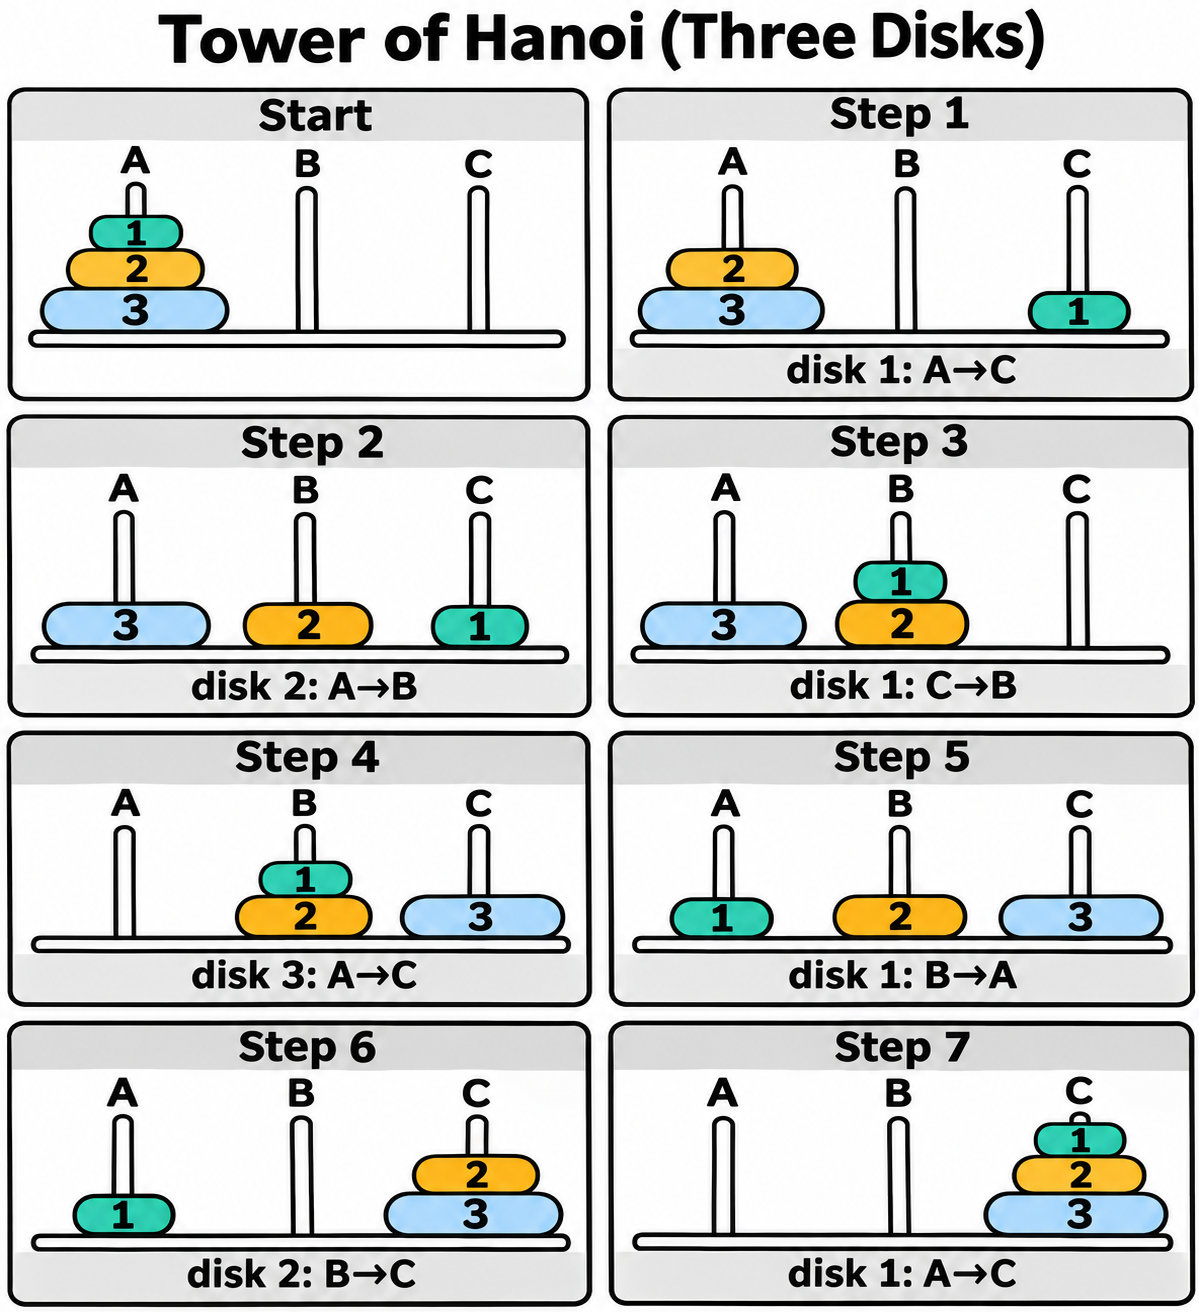 Tower of Hanoi (Three Disks)
Start
A B C
1
2
3
Step 1
A B C
2
3 1
disk 1: A→C
Step 2
A B C
3 2 1
disk 2: A→B
Step 3
A B C
1
3 2
disk 1: C→B
Step 4
A B C
1
2 3
disk 3: A→C
Step 5
A B C
1 2 3
disk 1: B→A
Step 6
A B C
2
1 3
disk 2: B→C
Step 7
A B C
1
2
3
disk 1: A→C